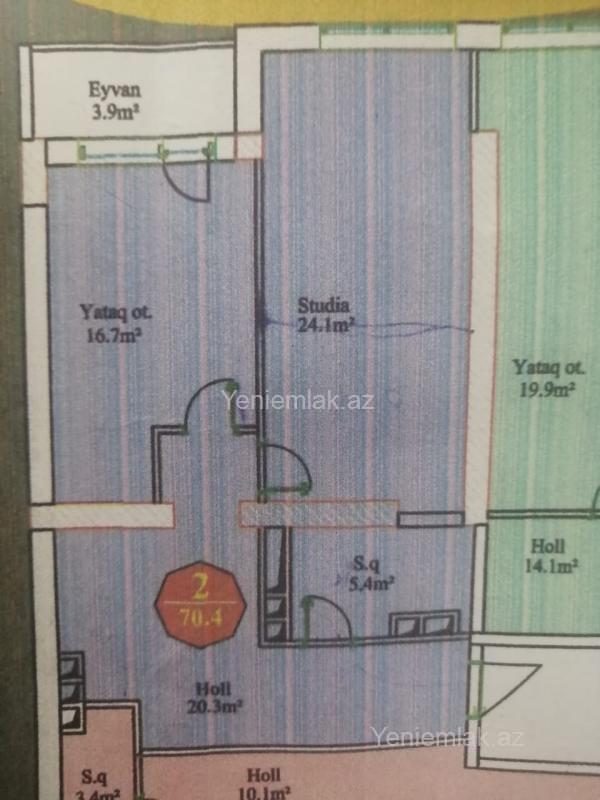 Eyvan
3.9m²
Yataq ot.
16.7m²
Studia
24.1m²
Yeniemlak.az
Yataq ot.
19.9m²
Holl
14.1m²
S.q
5.4m²
2
70.4
Holl
20.3m²
Yeniemlak.az
S.q
3.4m²
Holl
10.1m²